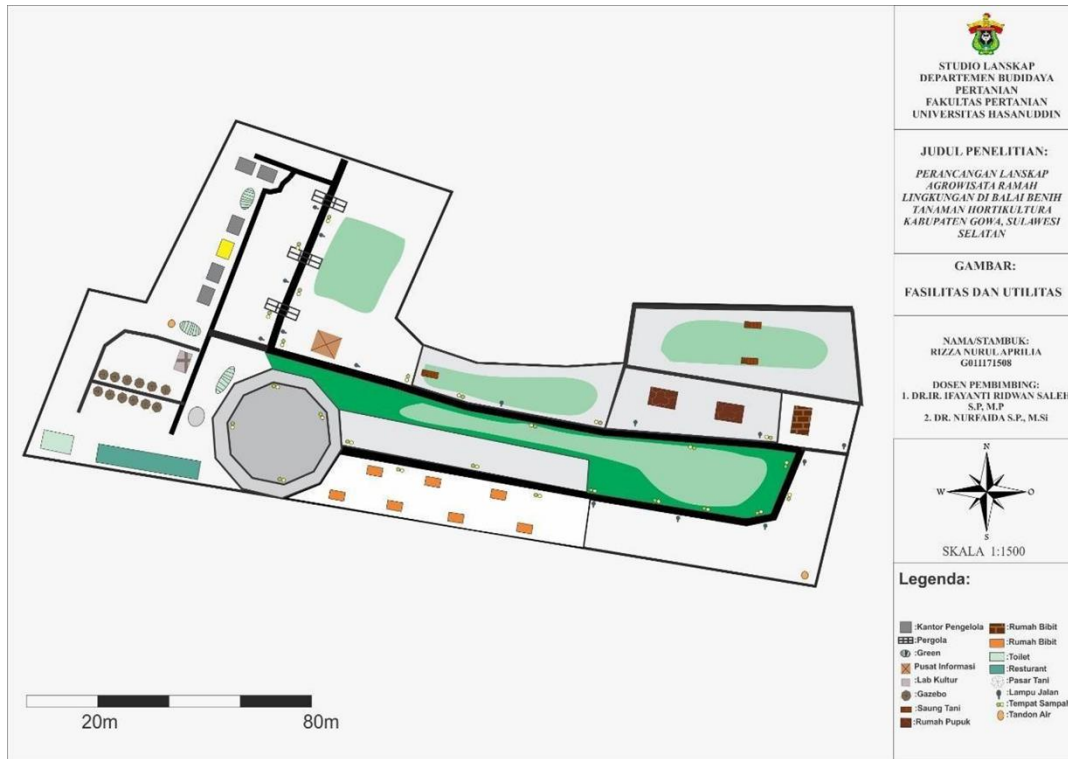 STUDIO LANSKAP
DEPARTEMEN BUDIDAYA
PERTANIAN
FAKULTAS PERTANIAN
UNIVERSITAS HASANUDDIN
JUDUL PENELITIAN:
PERANCANGAN LANSKAP
AGROWISATA RAMAH
LINGKUNGAN DI BALAI BENIH
TANAMAN HORTIKULTURA
KABUPATEN GOWA, SULAWESI
SELATAN
GAMBAR:
FASILITAS DAN UTILITAS
NAMA/STAMBUK:
RIZZA NURUL APRILIA
G011171508
DOSEN PEMBIMBING:
1. DR.IR. IFAYANTI RIDWAN SALEH
S.P, M.P
2. DR. NURFAIDA S.P., M.Si
N
W
O
S
SKALA 1:1500
Legenda:
:Kantor Pengelola
:Pergola
:Green
Pusat Informasi
:Lab Kultur
:Gazebo
:Saung Tani
:Rumah Pupuk
:Rumah Bibit
:Rumah Bibit
:Toilet
:Resturant
:Pasar Tani
:Lampu Jalan
:Tempat Sampah
:Tandon Air
20m
80m